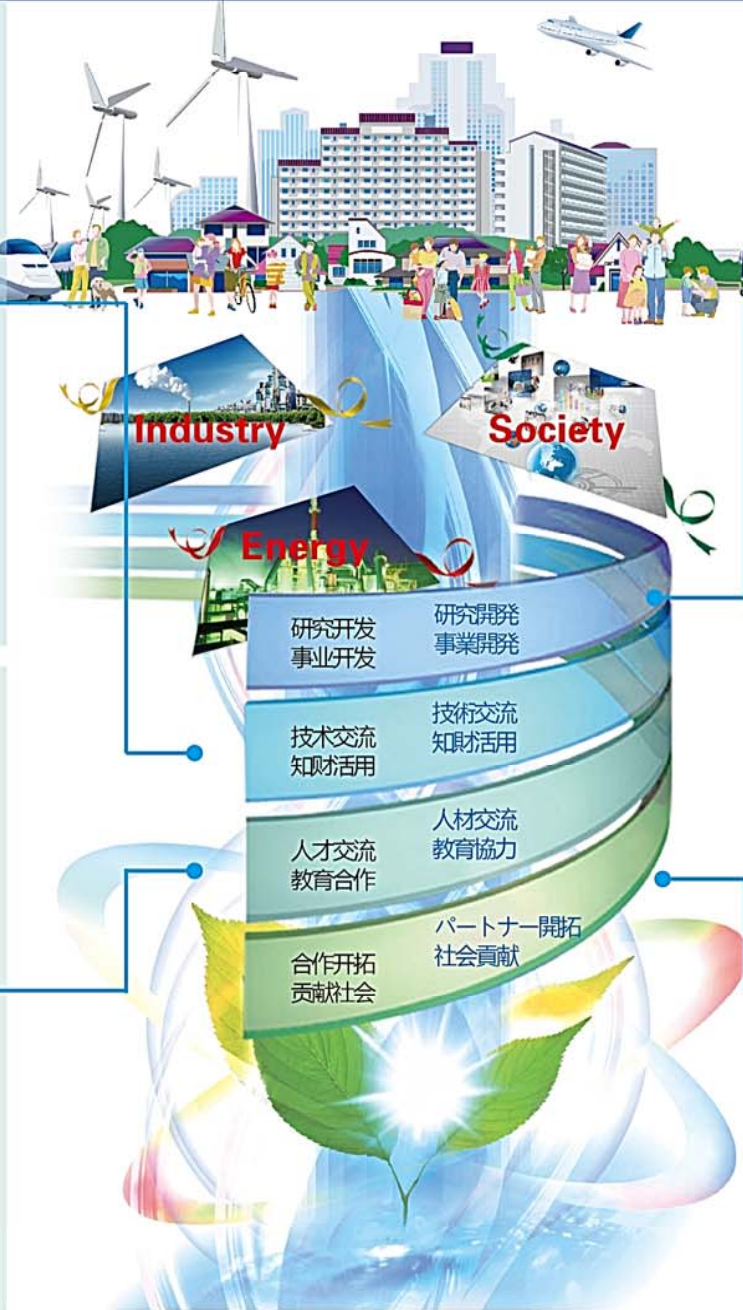 Industry
Society
Energy
研究开发
事业开发
研究開発
事業開発
技术交流
知财活用
技術交流
知財活用
人才交流
教育合作
人材交流
教育協力
合作开拓
贡献社会
パートナー開拓
社会貢献